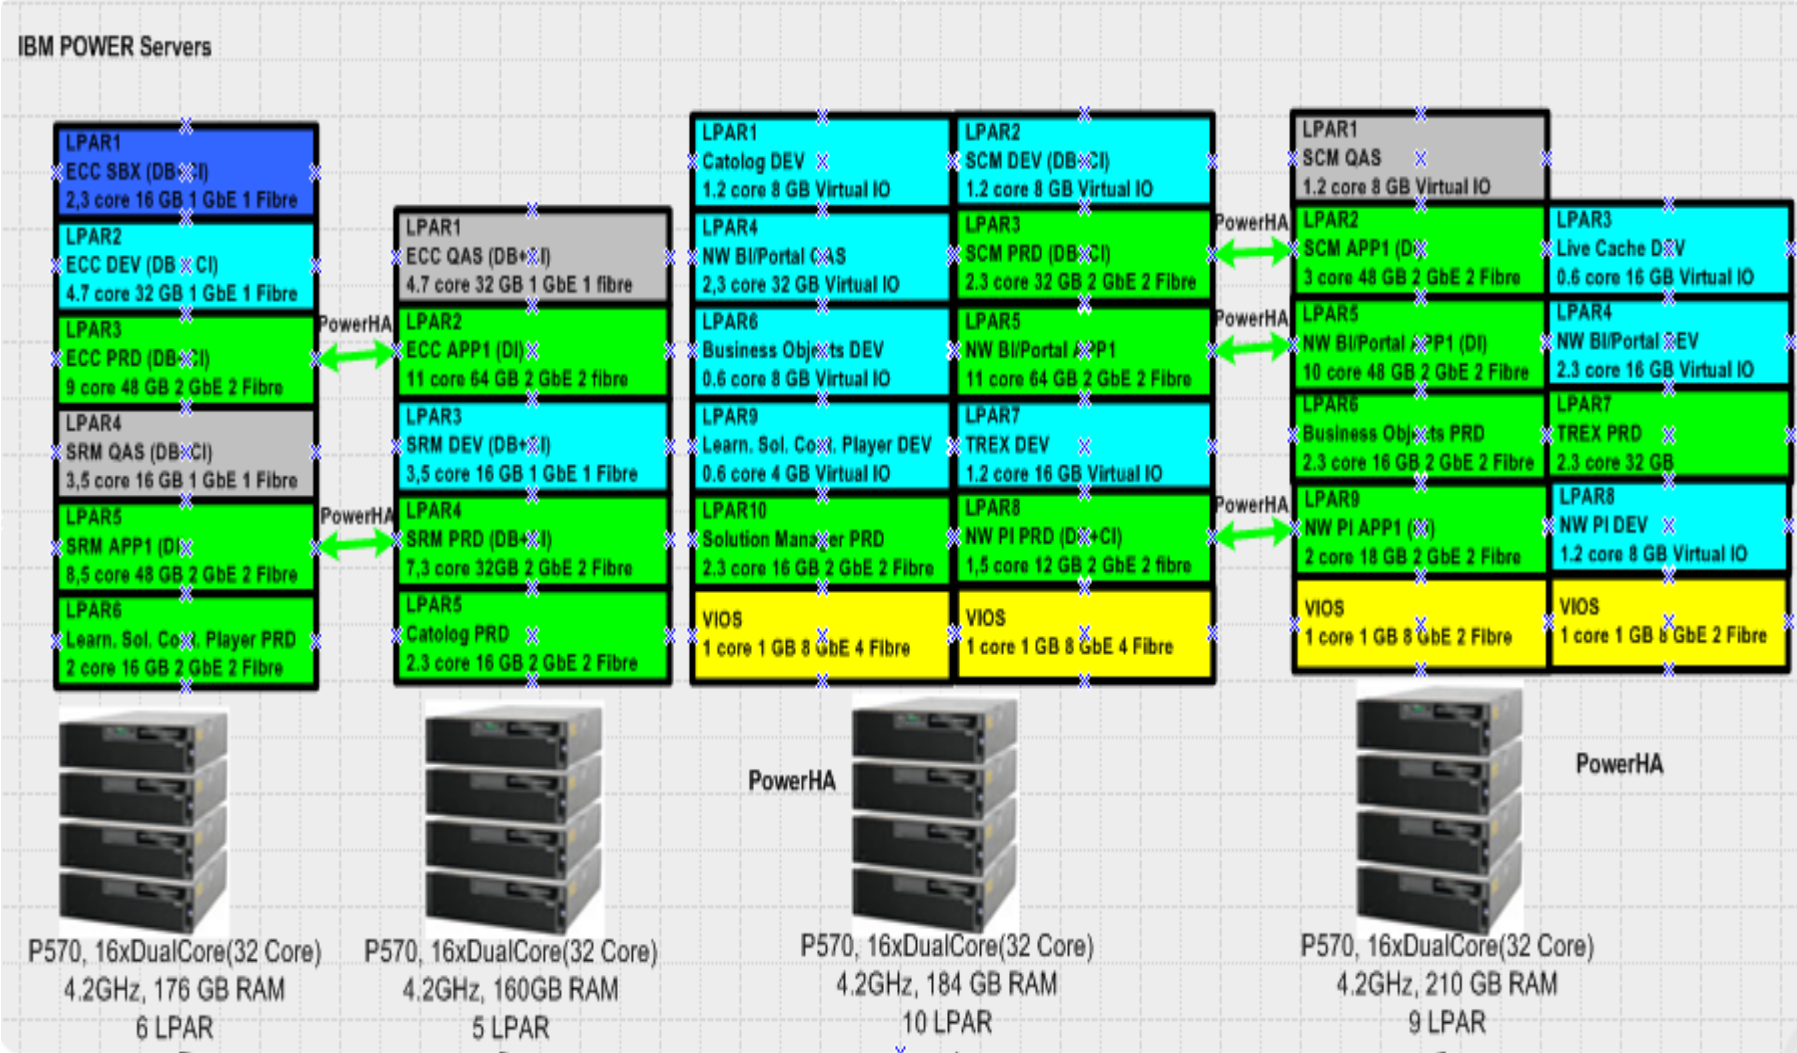 IBM POWER Servers
LPAR1
ECC SBX (DB+CI)
2,3 core 16 GB 1 GbE 1 Fibre
LPAR2
ECC DEV (DB+CI)
4.7 core 32 GB 1 GbE 1 Fibre
LPAR3
ECC PRD (DB+CI)
9 core 48 GB 2 GbE 2 Fibre
LPAR4
SRM QAS (DB+CI)
3,5 core 16 GB 1 GbE 1 Fibre
LPAR5
SRM APP1 (DI)
8,5 core 48 GB 2 GbE 2 Fibre
LPAR6
Learn. Sol. Cont. Player PRD
2 core 16 GB 2 GbE 2 Fibre
PowerHA
PowerHA
LPAR1
ECC QAS (DB+CI)
4.7 core 32 GB 1 GbE 1 fibre
LPAR2
ECC APP1 (DI)
11 core 64 GB 2 GbE 2 fibre
LPAR3
SRM DEV (DB+CI)
3,5 core 16 GB 1 GbE 1 Fibre
LPAR4
SRM PRD (DB+CI)
7,3 core 32GB 2 GbE 2 Fibre
LPAR5
Catolog PRD
2.3 core 16 GB 2 GbE 2 Fibre
LPAR1
Catolog DEV
1.2 core 8 GB Virtual IO
LPAR4
NW BI/Portal QAS
2,3 core 32 GB Virtual IO
LPAR6
Business Objects DEV
0.6 core 8 GB Virtual IO
LPAR9
Learn. Sol. Cont. Player DEV
0.6 core 4 GB Virtual IO
LPAR10
Solution Manager PRD
2.3 core 16 GB 2 GbE 2 Fibre
VIOS
1 core 1 GB 8 GbE 4 Fibre
LPAR2
SCM DEV (DB+CI)
1.2 core 8 GB Virtual IO
LPAR3
SCM PRD (DB+CI)
2.3 core 32 GB 2 GbE 2 Fibre
LPAR5
NW BI/Portal APP1
11 core 64 GB 2 GbE 2 Fibre
LPAR7
TREX DEV
1.2 core 16 GB Virtual IO
LPAR8
NW PI PRD (DB+CI)
1,5 core 12 GB 2 GbE 2 fibre
VIOS
1 core 1 GB 8 GbE 4 Fibre
PowerHA
PowerHA
PowerHA
LPAR1
SCM QAS
1.2 core 8 GB Virtual IO
LPAR2
SCM APP1 (DI)
3 core 48 GB 2 GbE 2 Fibre
LPAR5
NW BI/Portal APP1 (DI)
10 core 48 GB 2 GbE 2 Fibre
LPAR6
Business Objects PRD
2.3 core 16 GB 2 GbE 2 Fibre
LPAR9
NW PI APP1 (DI)
2 core 18 GB 2 GbE 2 Fibre
VIOS
1 core 1 GB 8 GbE 2 Fibre
LPAR3
Live Cache DEV
0.6 core 16 GB Virtual IO
LPAR4
NW BI/Portal DEV
2.3 core 16 GB Virtual IO
LPAR7
TREX PRD
2.3 core 32 GB
LPAR8
NW PI DEV
1.2 core 8 GB Virtual IO
VIOS
1 core 1 GB 8 GbE 2 Fibre
PowerHA
PowerHA
P570, 16xDualCore(32 Core)
4.2GHz, 176 GB RAM
6 LPAR
P570, 16xDualCore(32 Core)
4.2GHz, 160GB RAM
5 LPAR
P570, 16xDualCore(32 Core)
4.2GHz, 184 GB RAM
10 LPAR
P570, 16xDualCore(32 Core)
4.2GHz, 210 GB RAM
9 LPAR